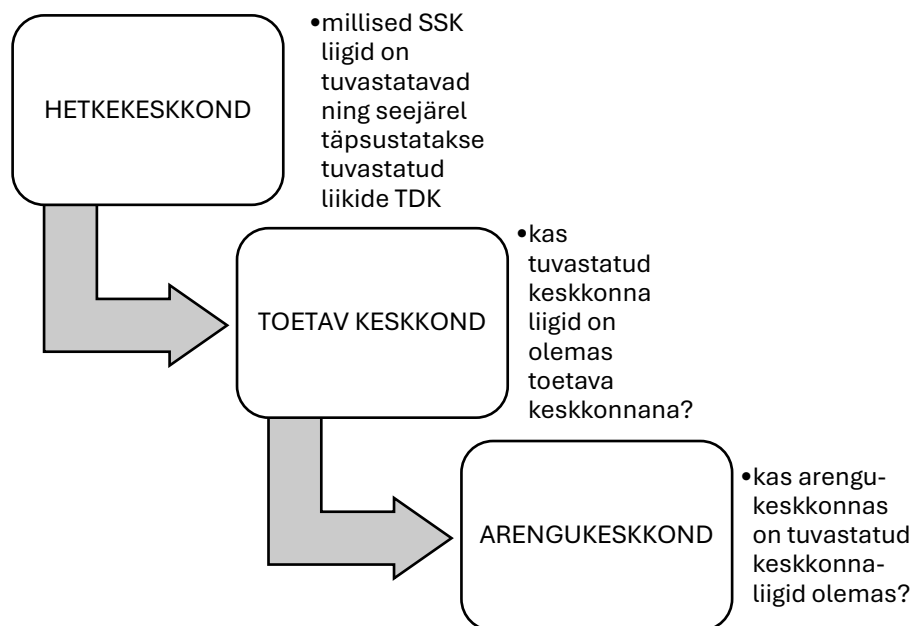 HETKEKESKKOND
•millised SSK
liigid on
tuvastatavad
ning seejärel
täpsustatakse
tuvastatud
liikide TDK
TOETAV KESKKOND
•kas
tuvastatud
keskkonna
liigid on
olemas
toetava
keskkonnana?
ARENGUKESKKOND
•kas arengu-
keskkonnas
on tuvastatud
keskkonna-
liigid olemas?